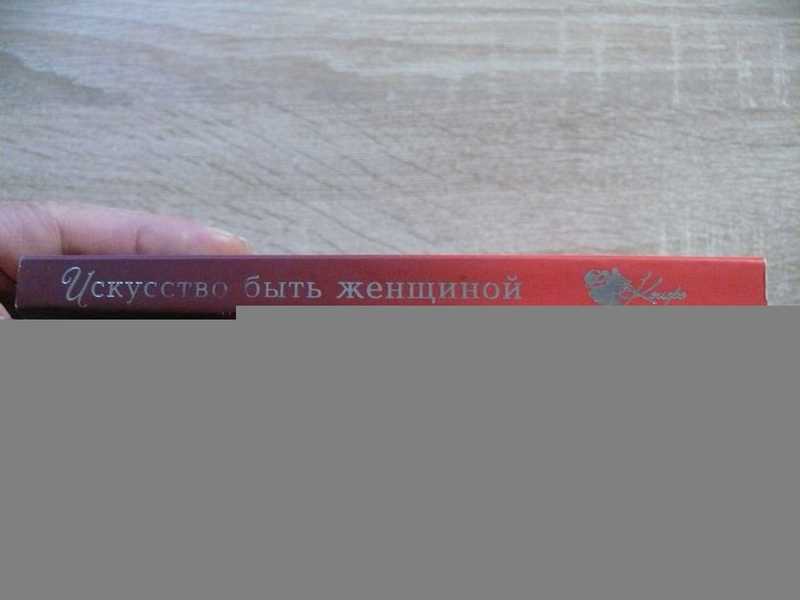 Искусство быть женщиной